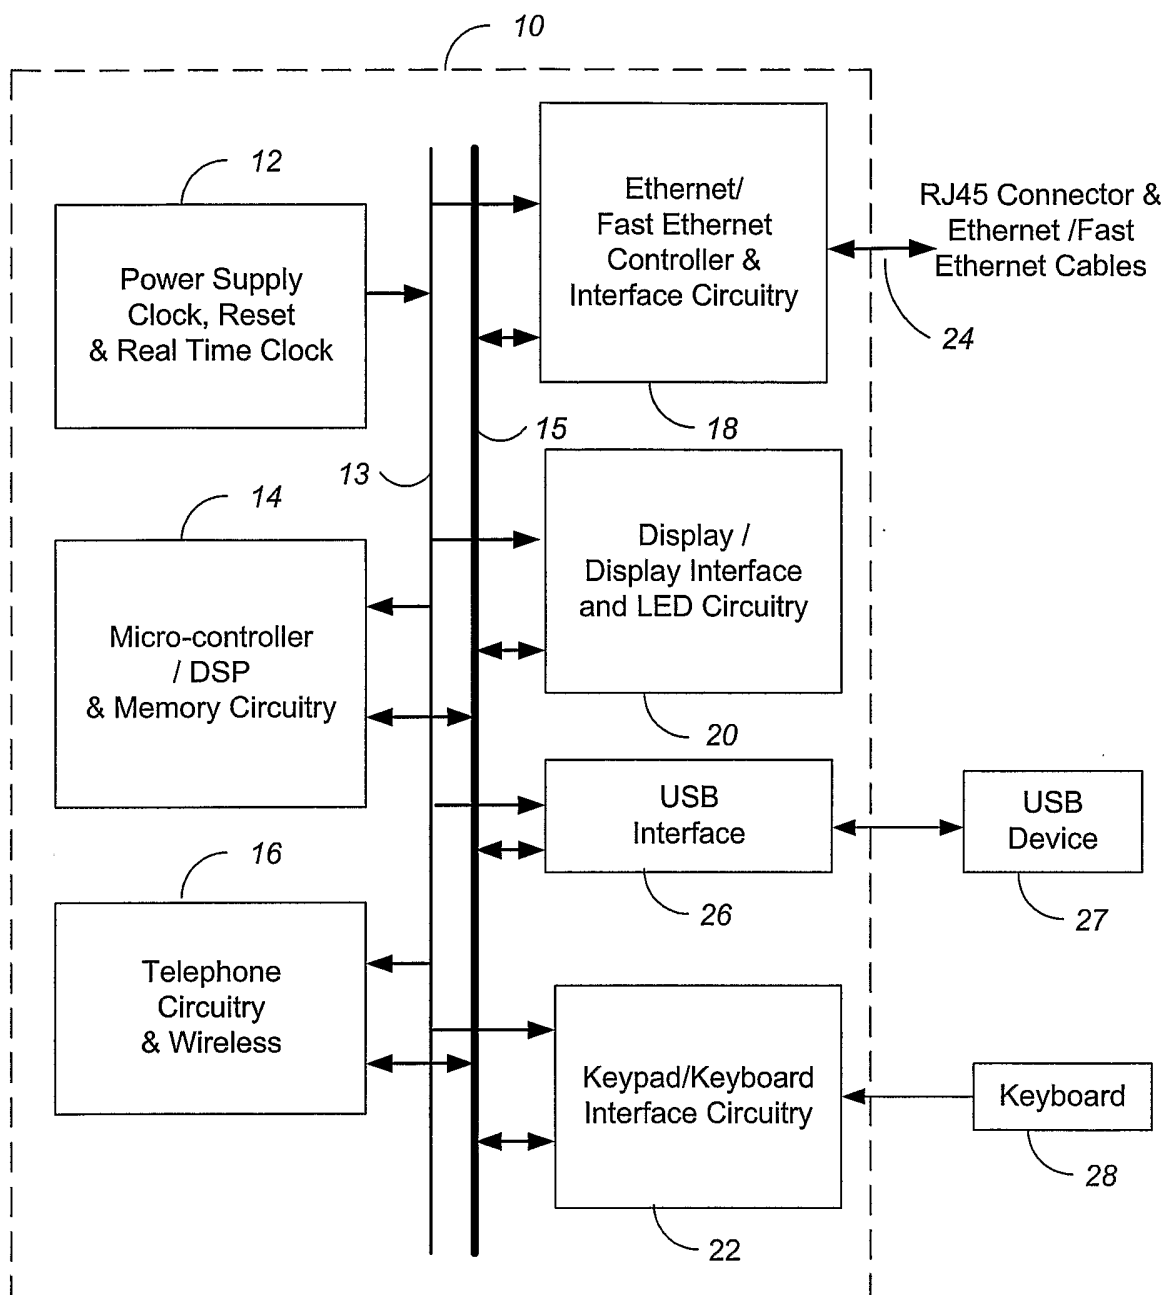 10
12
Power Supply
Clock, Reset
& Real Time Clock
Ethernet/
Fast Ethernet
Controller &
Interface Circuitry
RJ45 Connector &
Ethernet /Fast
Ethernet Cables
24
18
15
13
14
Micro-controller
/ DSP
& Memory Circuitry
Display /
Display Interface
and LED Circuitry
20
USB
Interface
26
USB
Device
27
16
Telephone
Circuitry
& Wireless
Keypad/Keyboard
Interface Circuitry
22
Keyboard
28